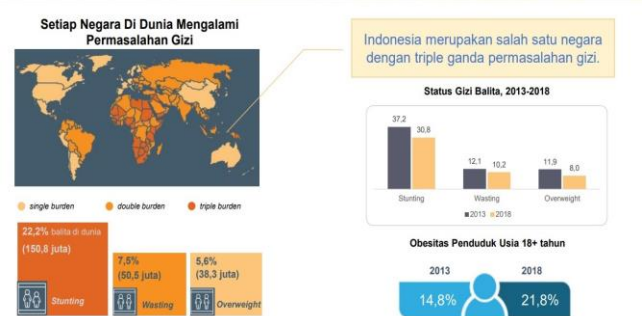 Setiap Negara Di Dunia Mengalami
Permasalahan Gizi
single burden
double burden
triple burden
22,2% balita di dunia
(150,8 juta)
Stunting
7,5%
(50,5 juta)
Wasting
5,6%
(38,3 juta)
Overweight
Indonesia merupakan salah satu negara
dengan triple ganda permasalahan gizi.
Status Gizi Balita, 2013-2018
37,2
30,8
12,1
10,2
11,9
8,0
Stunting
Wasting
Overweight
2013
2018
Obesitas Penduduk Usia 18+ tahun
2013
2018
14,8%
21,8%